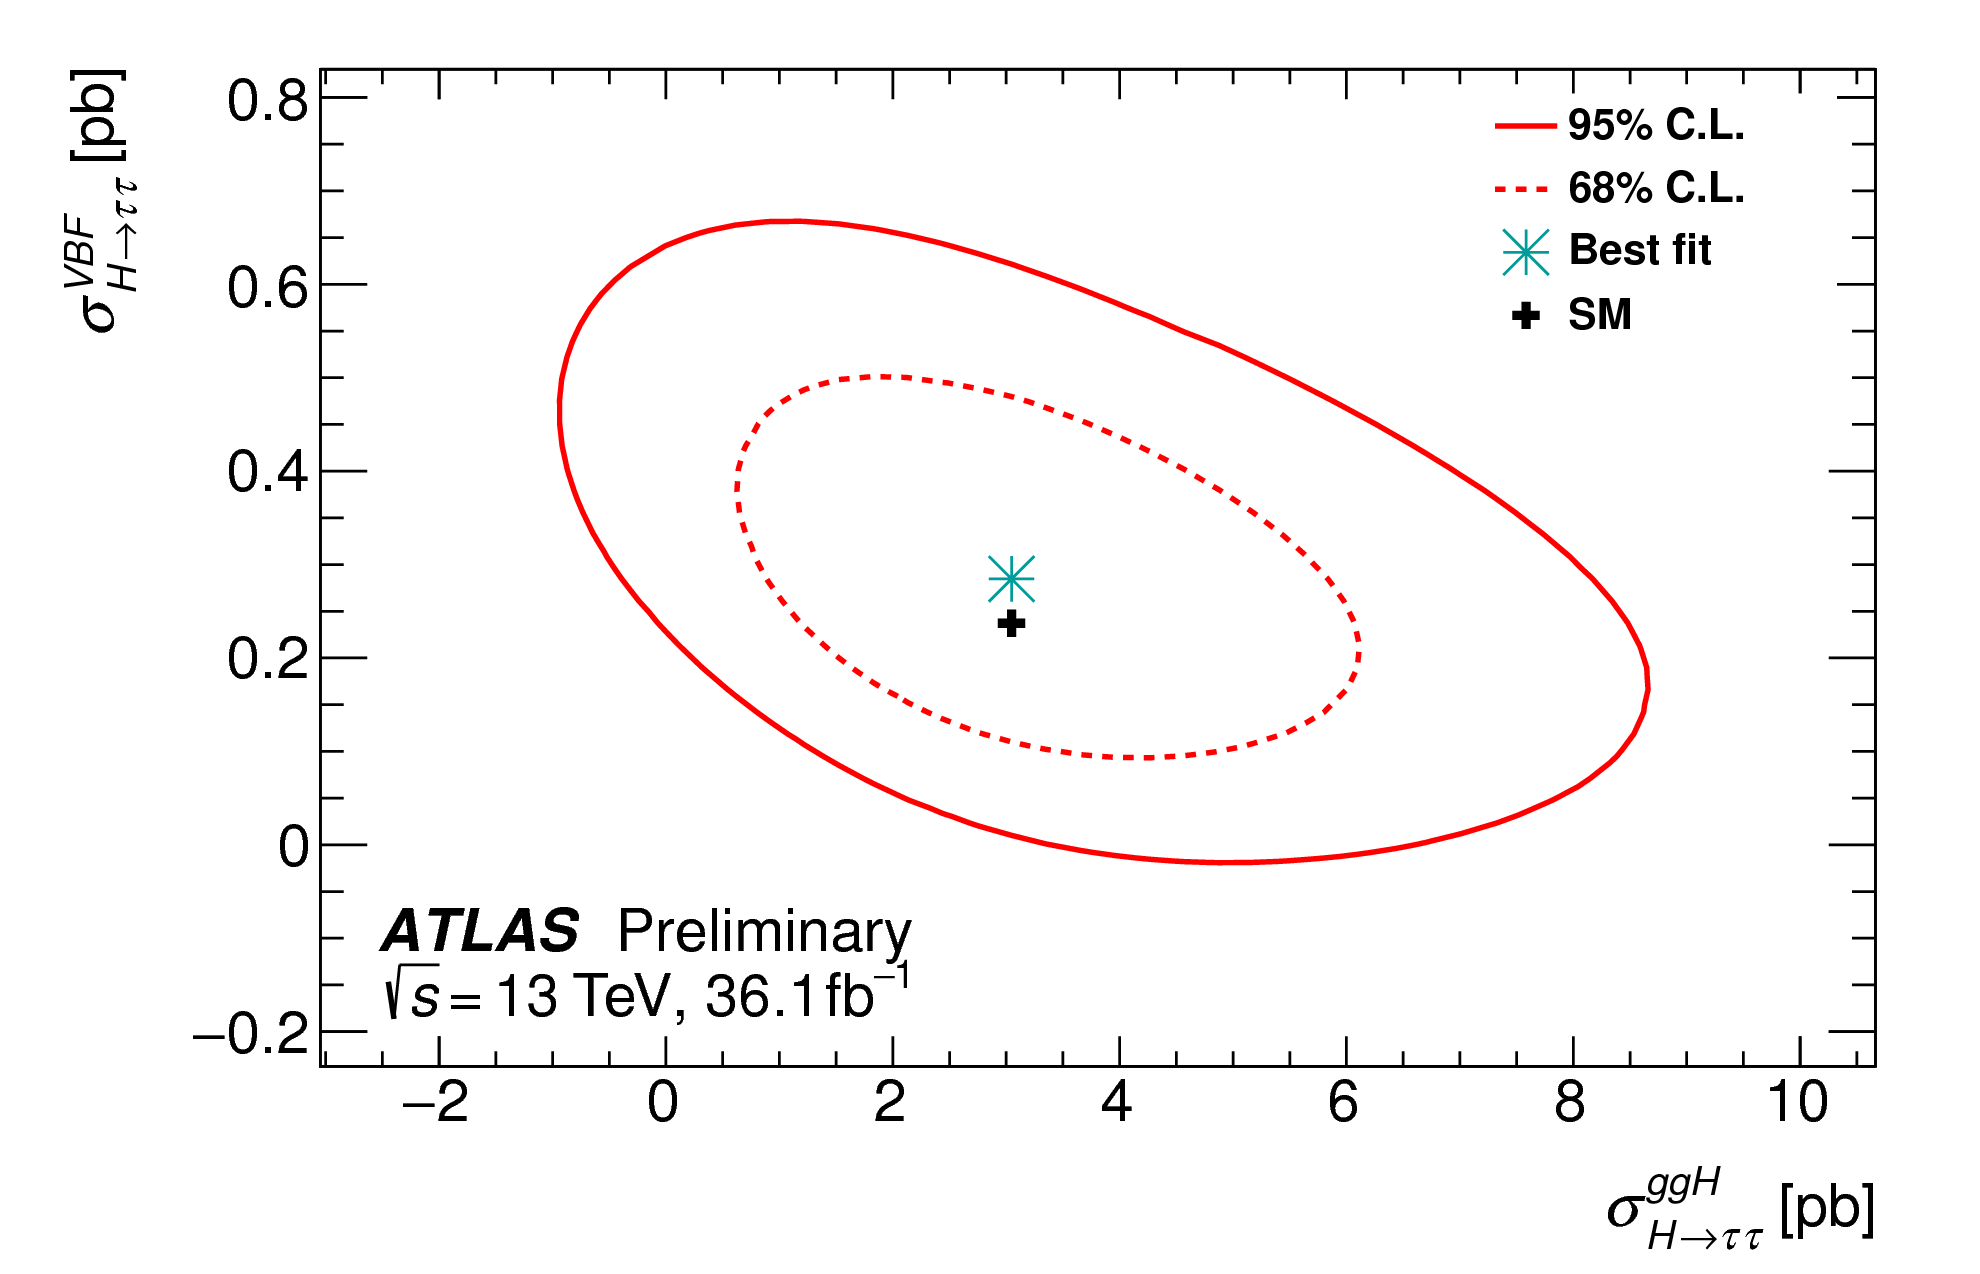 σ^VBF_H→ττ [pb]
0.8
0.6
0.4
0.2
0
−0.2
95% C.L.
68% C.L.
Best fit
SM
ATLAS Preliminary
√s = 13 TeV, 36.1 fb⁻¹
−2 0 2 4 6 8 10
σ^ggH_H→ττ [pb]